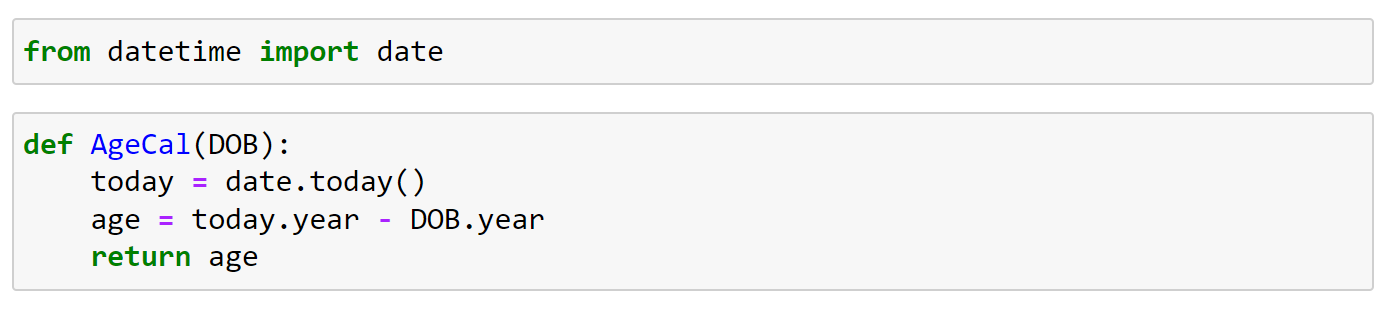 from datetime import date
def AgeCal(DOB):
    today = date.today()
    age = today.year - DOB.year
    return age